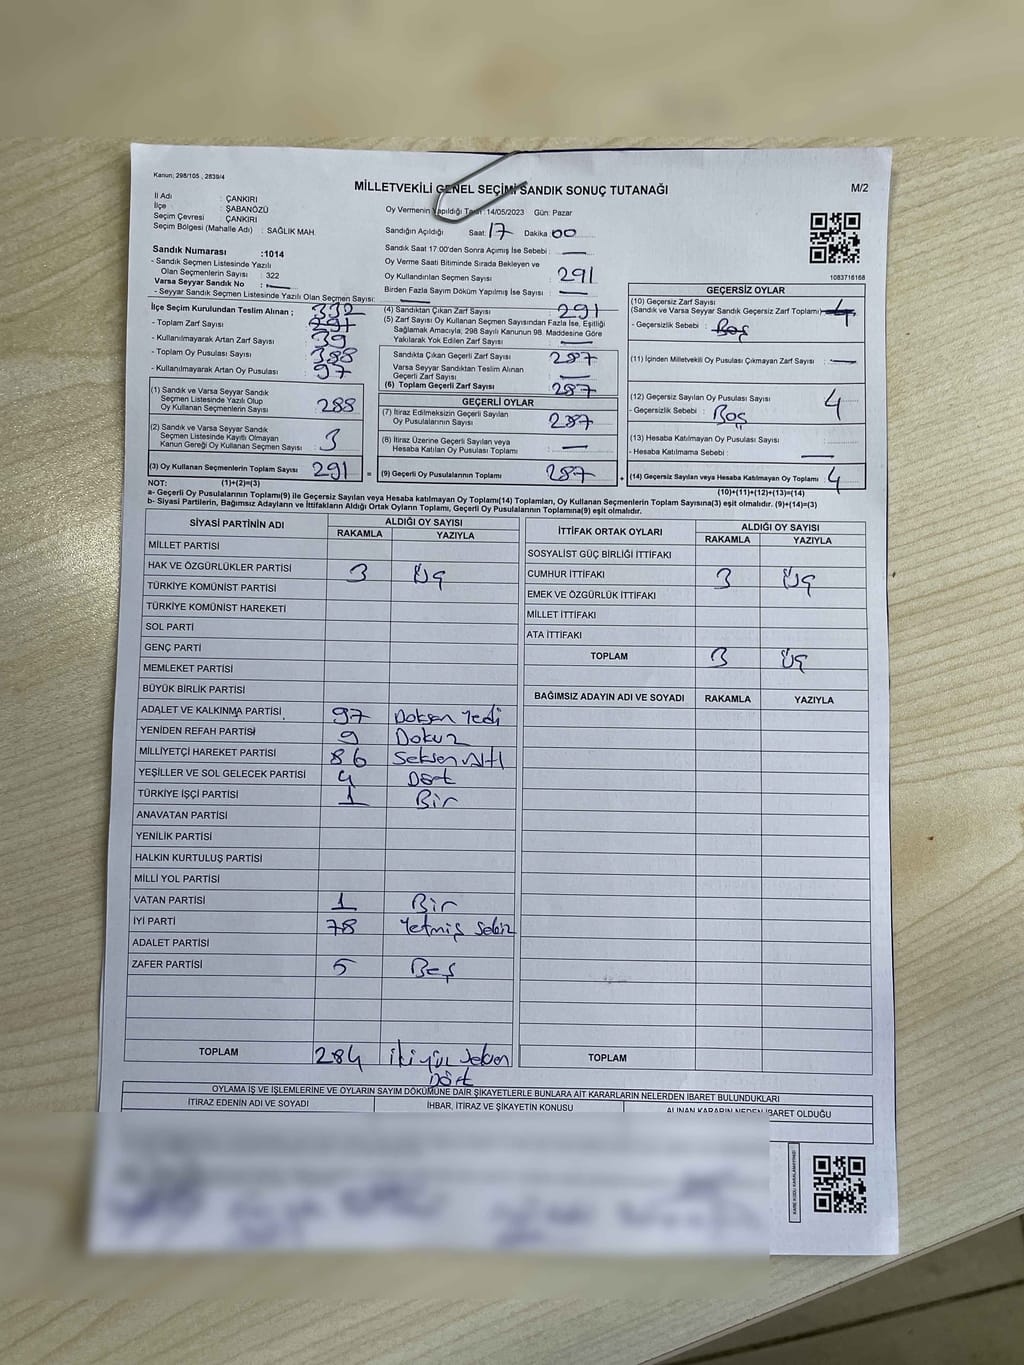 Kanun; 298/105 , 2839/4
MİLLETVEKİLİ GENEL SEÇİMİ SANDIK SONUÇ TUTANAĞI
M/2
İl Adı : ÇANKIRI
İlçe : ŞABANÖZÜ
Seçim Çevresi : ÇANKIRI
Seçim Bölgesi (Mahalle Adı) : SAĞLIK MAH.
Oy Vermenin Yapıldığı Tarih: 14/05/2023 Gün: Pazar
Sandığın Açıldığı Saat: 17 Dakika 00
Sandık Numarası :1014
- Sandık Seçmen Listesinde Yazılı
Olan Seçmenlerin Sayısı : 322
Varsa Seyyar Sandık No : —
- Seyyar Sandık Seçmen Listesinde Yazılı Olan Seçmen Sayısı: —
Sandık Saat 17:00'den Sonra Açımış İse Sebebi : —
Oy Verme Saati Bitiminde Sırada Bekleyen ve
Oy Kullandırılan Seçmen Sayısı 291
Birden Fazla Sayım Döküm Yapılmış İse Sayısı : —
1083716168
İlçe Seçim Kurulundan Teslim Alınan ;
- Toplam Zarf Sayısı
- Kullanılmayarak Artan Zarf Sayısı : 39
- Toplam Oy Pusulası Sayısı : 388
- Kullanılmayarak Artan Oy Pusulası : 97
(1) Sandık ve Varsa Seyyar Sandık
Seçmen Listesinde Yazılı Olup
Oy Kullanan Seçmenlerin Sayısı : 288
(2) Sandık ve Varsa Seyyar Sandık
Seçmen Listesinde Kayıtlı Olmayan
Kanun Gereği Oy Kullanan Seçmen Sayısı : 3
(3) Oy Kullanan Seçmenlerin Toplam Sayısı 291 =
(4) Sandıktan Çıkan Zarf Sayısı : 291
(5) Zarf Sayısı Oy Kullanan Seçmen Sayısından Fazla İse, Eşitliği
Sağlamak Amacıyla, 298 Sayılı Kanunun 98. Maddesine Göre
Yakılarak Yok Edilen Zarf Sayısı : —
Sandıkta Çıkan Geçerli Zarf Sayısı : 287
Varsa Seyyar Sandıktan Teslim Alınan
Geçerli Zarf Sayısı : —
(6) Toplam Geçerli Zarf Sayısı : 287
GEÇERLİ OYLAR
(7) İtiraz Edilmeksizin Geçerli Sayılan
Oy Pusulalarının Sayısı : 287
(8) İtiraz Üzerine Geçerli Sayılan veya
Hesaba Katılan Oy Pusulası Toplamı : —
(9) Geçerli Oy Pusulalarının Toplamı : 287 +
GEÇERSİZ OYLAR
(10) Geçersiz Zarf Sayısı
(Sandık ve Varsa Seyyar Sandık Geçersiz Zarf Toplamı) : 4
- Geçersizlik Sebebi : Boş
(11) İçinden Milletvekili Oy Pusulası Çıkmayan Zarf Sayısı : —
(12) Geçersiz Sayılan Oy Pusulası Sayısı : 4
- Geçersizlik Sebebi : Boş
(13) Hesaba Katılmayan Oy Pusulası Sayısı :
- Hesaba Katılmama Sebebi : —
(14) Geçersiz Sayılan veya Hesaba Katılmayan Oy Toplamı : 4
NOT: (1)+(2)=(3)
(10)+(11)+(12)+(13)=(14)
a- Geçerli Oy Pusulalarının Toplamı(9) ile Geçersiz Sayılan veya Hesaba katılmayan Oy Toplamı(14) Toplamları, Oy Kullanan Seçmenlerin Toplam Sayısına(3) eşit olmalıdır. (9)+(14)=(3)
b- Siyasi Partilerin, Bağımsız Adayların ve İttifakların Aldığı Ortak Oyların Toplamı, Geçerli Oy Pusulalarının Toplamına(9) eşit olmalıdır.
SİYASİ PARTİNİN ADI ALDIĞI OY SAYISI
RAKAMLA YAZIYLA
MİLLET PARTİSİ
HAK VE ÖZGÜRLÜKLER PARTİSİ 3 Üç
TÜRKİYE KOMÜNİST PARTİSİ
TÜRKİYE KOMÜNİST HAREKETİ
SOL PARTİ
GENÇ PARTİ
MEMLEKET PARTİSİ
BÜYÜK BİRLİK PARTİSİ
ADALET VE KALKINMA PARTİSİ 97 Doksan Yedi
YENİDEN REFAH PARTİSİ 9 Dokuz
MİLLİYETÇİ HAREKET PARTİSİ 86 Seksen Altı
YEŞİLLER VE SOL GELECEK PARTİSİ 4 Dört
TÜRKİYE İŞÇİ PARTİSİ 1 Bir
ANAVATAN PARTİSİ
YENİLİK PARTİSİ
HALKIN KURTULUŞ PARTİSİ
MİLLİ YOL PARTİSİ
VATAN PARTİSİ 1 Bir
İYİ PARTİ 78 Yetmiş Sekiz
ADALET PARTİSİ
ZAFER PARTİSİ 5 Beş
TOPLAM 284 İkiyüz Seksen
Dört
İTTİFAK ORTAK OYLARI ALDIĞI OY SAYISI
RAKAMLA YAZIYLA
SOSYALİST GÜÇ BİRLİĞİ İTTİFAKI
CUMHUR İTTİFAKI 3 Üç
EMEK VE ÖZGÜRLÜK İTTİFAKI
MİLLET İTTİFAKI
ATA İTTİFAKI
TOPLAM 3 Üç
BAĞIMSIZ ADAYIN ADI VE SOYADI RAKAMLA YAZIYLA
TOPLAM
OYLAMA İŞ VE İŞLEMLERİNE VE OYLARIN SAYIM DÖKÜMÜNE DAİR ŞİKAYETLERLE BUNLARA AİT KARARLARIN NELERDEN İBARET BULUNDUKLARI
İTİRAZ EDENİN ADI VE SOYADI İHBAR, İTİRAZ VE ŞİKAYETİN KONUSU ALINAN KARARIN NEDEN İBARET OLDUĞU
KARE KODU KARALAMAYINIZ!